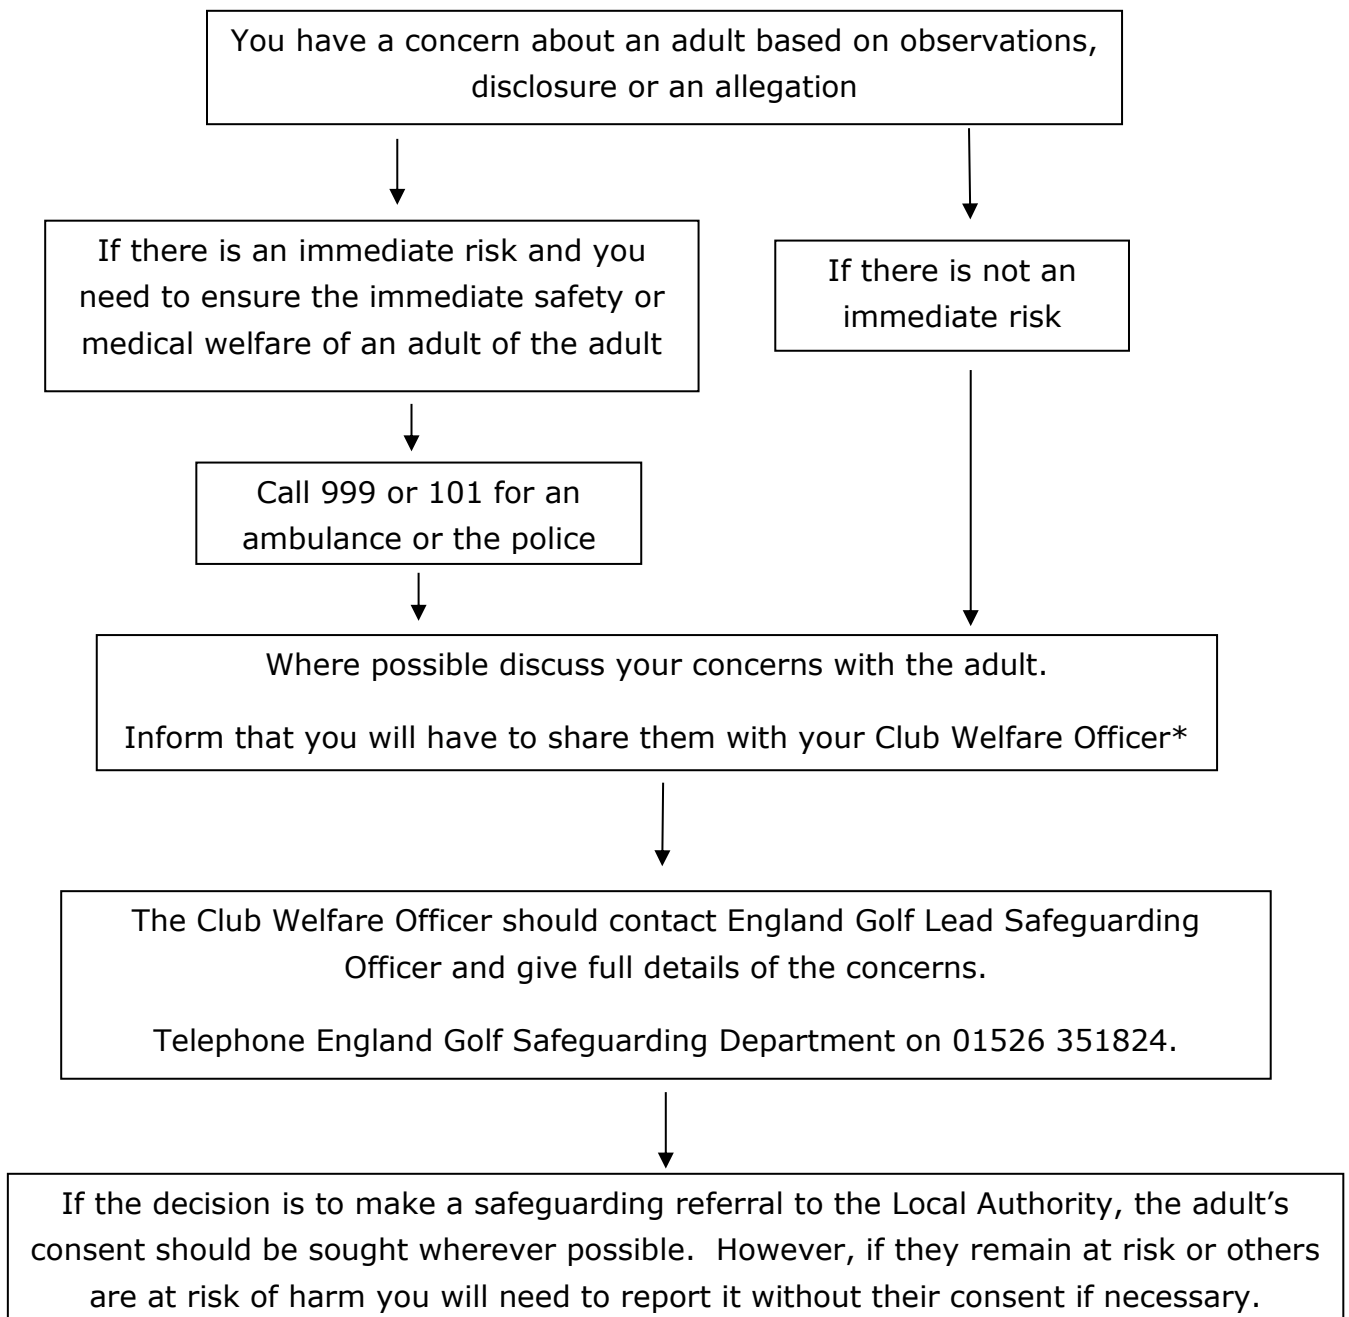 You have a concern about an adult based on observations,
disclosure or an allegation
If there is an immediate risk and you
need to ensure the immediate safety or
medical welfare of an adult of the adult
If there is not an
immediate risk
Call 999 or 101 for an
ambulance or the police
Where possible discuss your concerns with the adult.
Inform that you will have to share them with your Club Welfare Officer*
The Club Welfare Officer should contact England Golf Lead Safeguarding
Officer and give full details of the concerns.
Telephone England Golf Safeguarding Department on 01526 351824.
If the decision is to make a safeguarding referral to the Local Authority, the adult’s
consent should be sought wherever possible.  However, if they remain at risk or others
are at risk of harm you will need to report it without their consent if necessary.